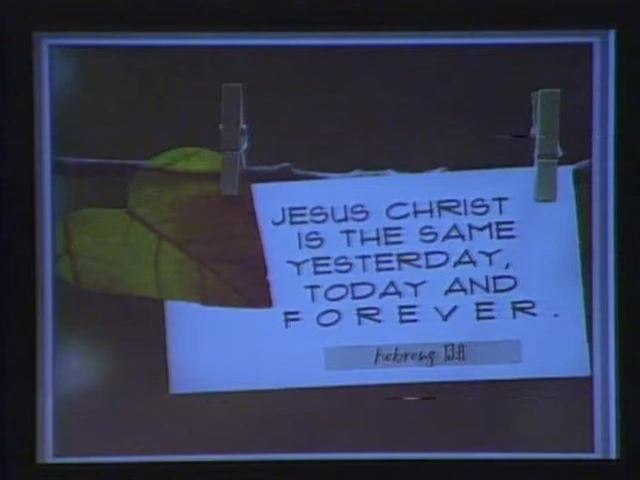 JESUS CHRIST
IS THE SAME
YESTERDAY,
TODAY AND
FOREVER.
hebrews 13:8